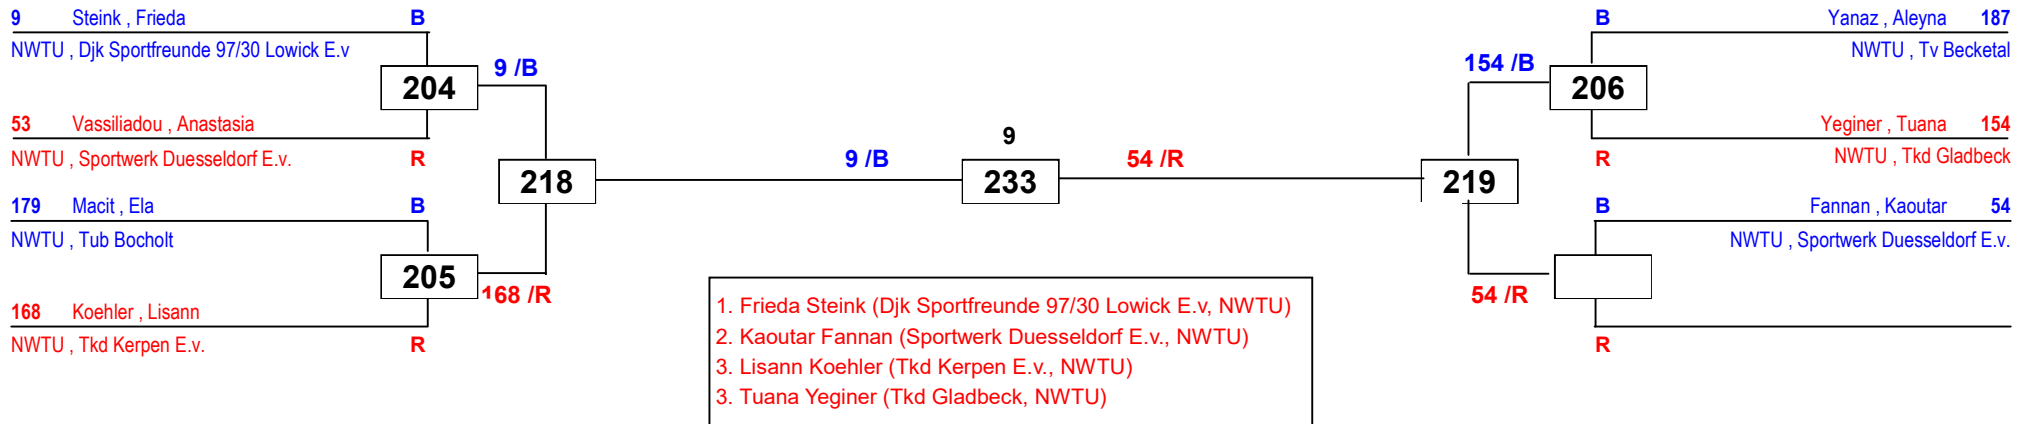 9 Steink , Frieda B
NWTU , Djk Sportfreunde 97/30 Lowick E.v
204
9 /B
53 Vassiliadou , Anastasia
NWTU , Sportwerk Duesseldorf E.v. R
218
179 Macit , Ela B
NWTU , Tub Bocholt
205
168 /R
168 Koehler , Lisann
NWTU , Tkd Kerpen E.v. R
9 /B
9
233
54 /R
B Yanaz , Aleyna 187
NWTU , Tv Becketal
154 /B
206
Yeginer , Tuana 154
R NWTU , Tkd Gladbeck
219
B Fannan , Kaoutar 54
NWTU , Sportwerk Duesseldorf E.v.
54 /R
R
1. Frieda Steink (Djk Sportfreunde 97/30 Lowick E.v, NWTU)
2. Kaoutar Fannan (Sportwerk Duesseldorf E.v., NWTU)
3. Lisann Koehler (Tkd Kerpen E.v., NWTU)
3. Tuana Yeginer (Tkd Gladbeck, NWTU)